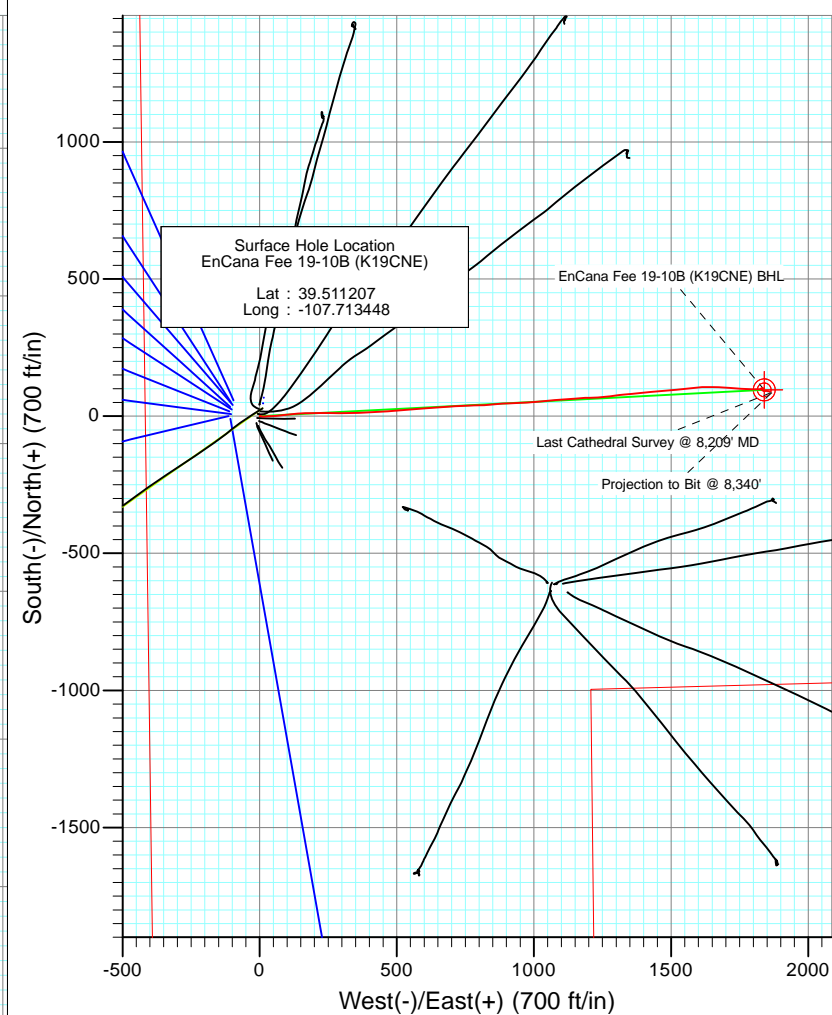 1000
500
0
-500
-1000
-1500
South(-)/North(+) (700 ft/in)
Surface Hole Location
EnCana Fee 19-10B (K19CNE)
Lat : 39.511207
Long : -107.713448
EnCana Fee 19-10B (K19CNE) BHL
Last Cathedral Survey @ 8,209' MD
Projection to Bit @ 8,340'
-500
0
500
1000
1500
2000
West(-)/East(+) (700 ft/in)